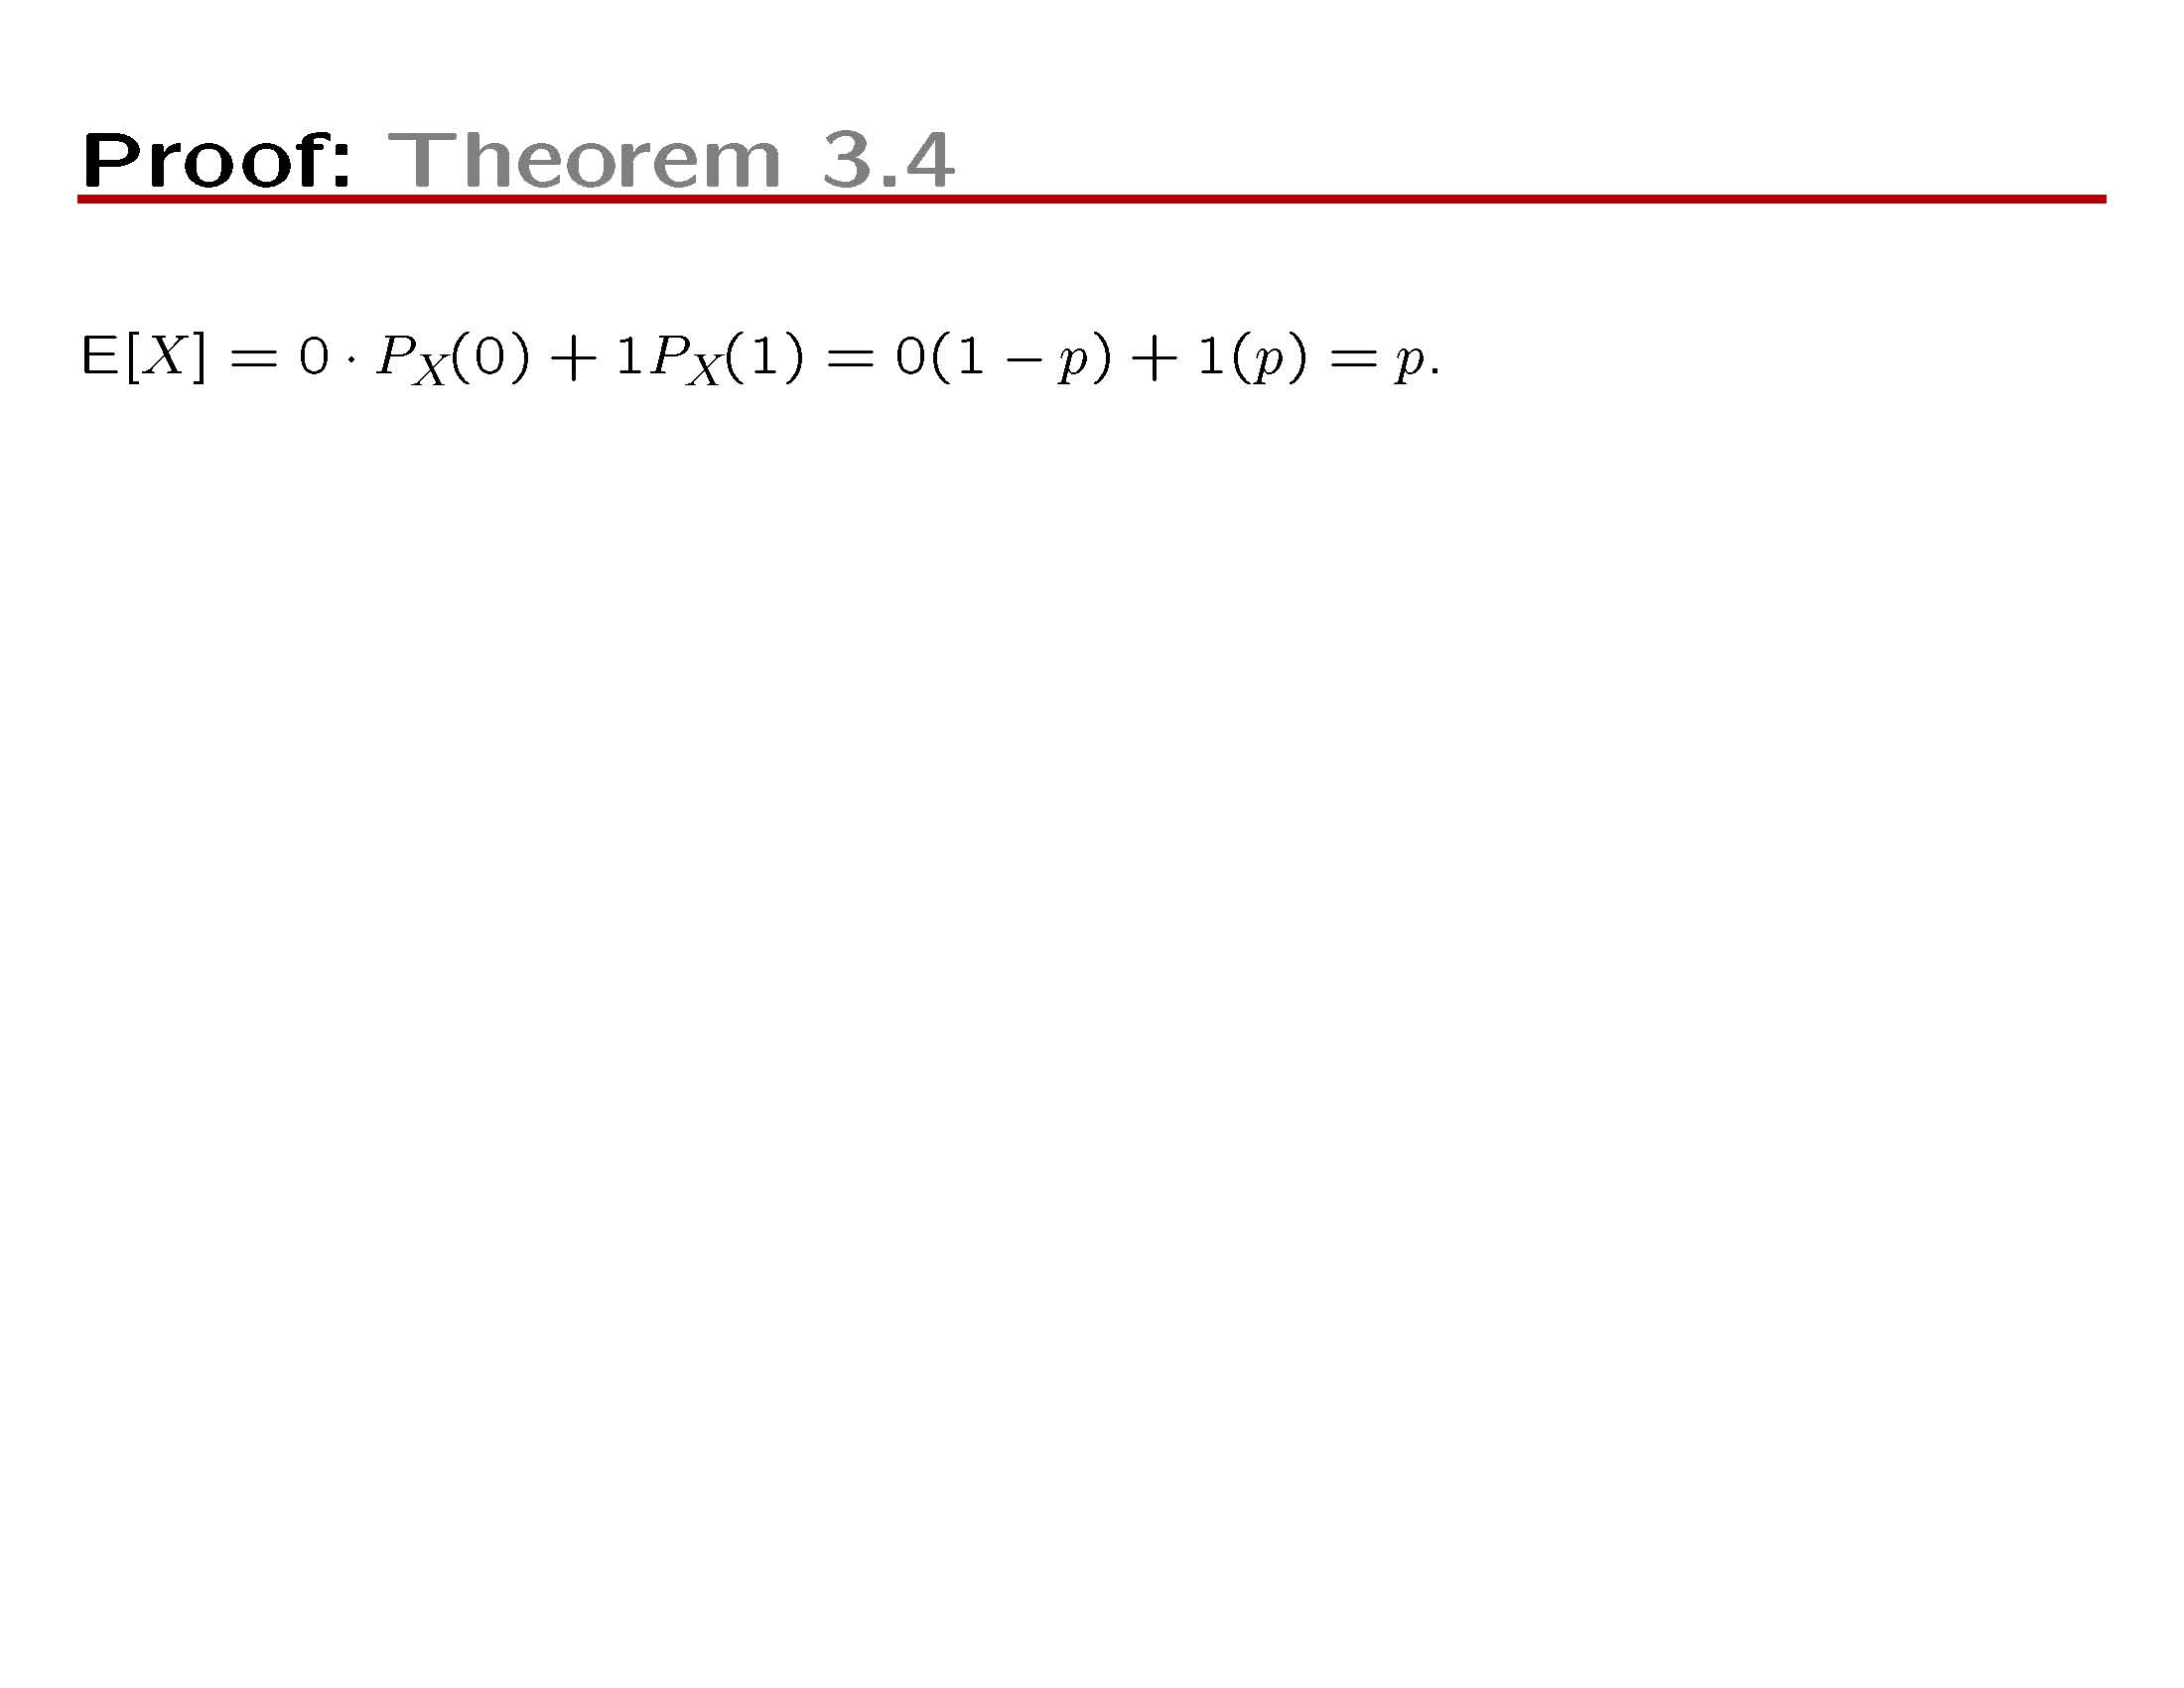 Proof: Theorem 3.4
E[X] = 0 · P_X(0) + 1P_X(1) = 0(1 − p) + 1(p) = p.